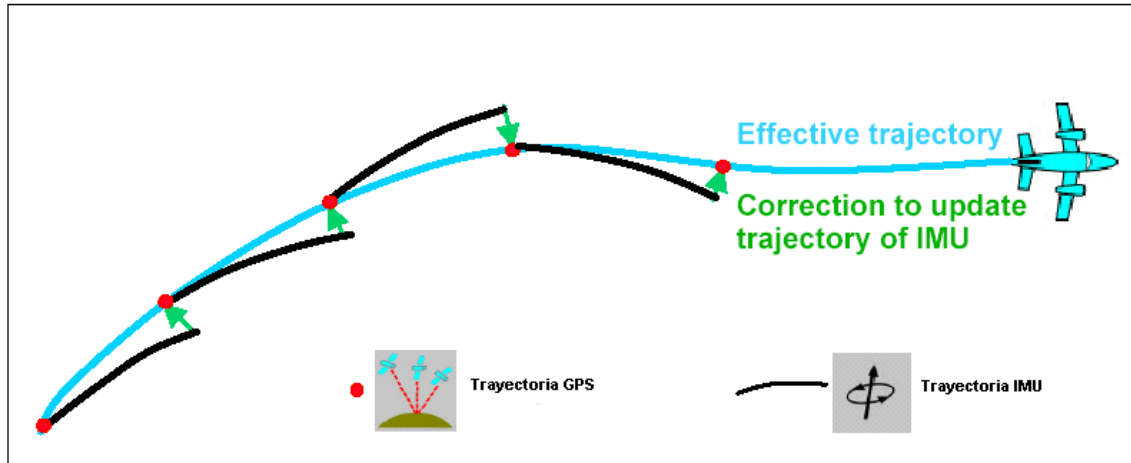 Effective trajectory
Correction to update
trajectory of IMU
Trayectoria GPS
Trayectoria IMU